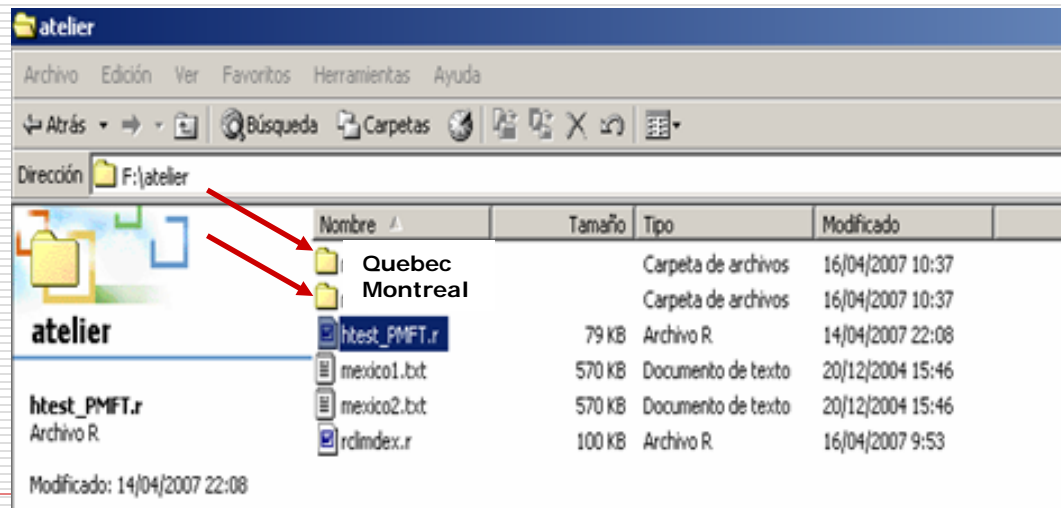 atelier
Archivo Edición Ver Favoritos Herramientas Ayuda
Atrás Búsqueda Carpetas
Dirección F:\atelier
Nombre Tamaño Tipo Modificado
Quebec Carpeta de archivos 16/04/2007 10:37
Montreal Carpeta de archivos 16/04/2007 10:37
htest_PMFT.r 79 KB Archivo R 14/04/2007 22:08
mexico1.txt 570 KB Documento de texto 20/12/2004 15:46
mexico2.txt 570 KB Documento de texto 20/12/2004 15:46
rclimdex.r 100 KB Archivo R 16/04/2007 9:53
atelier
htest_PMFT.r
Archivo R
Modificado: 14/04/2007 22:08